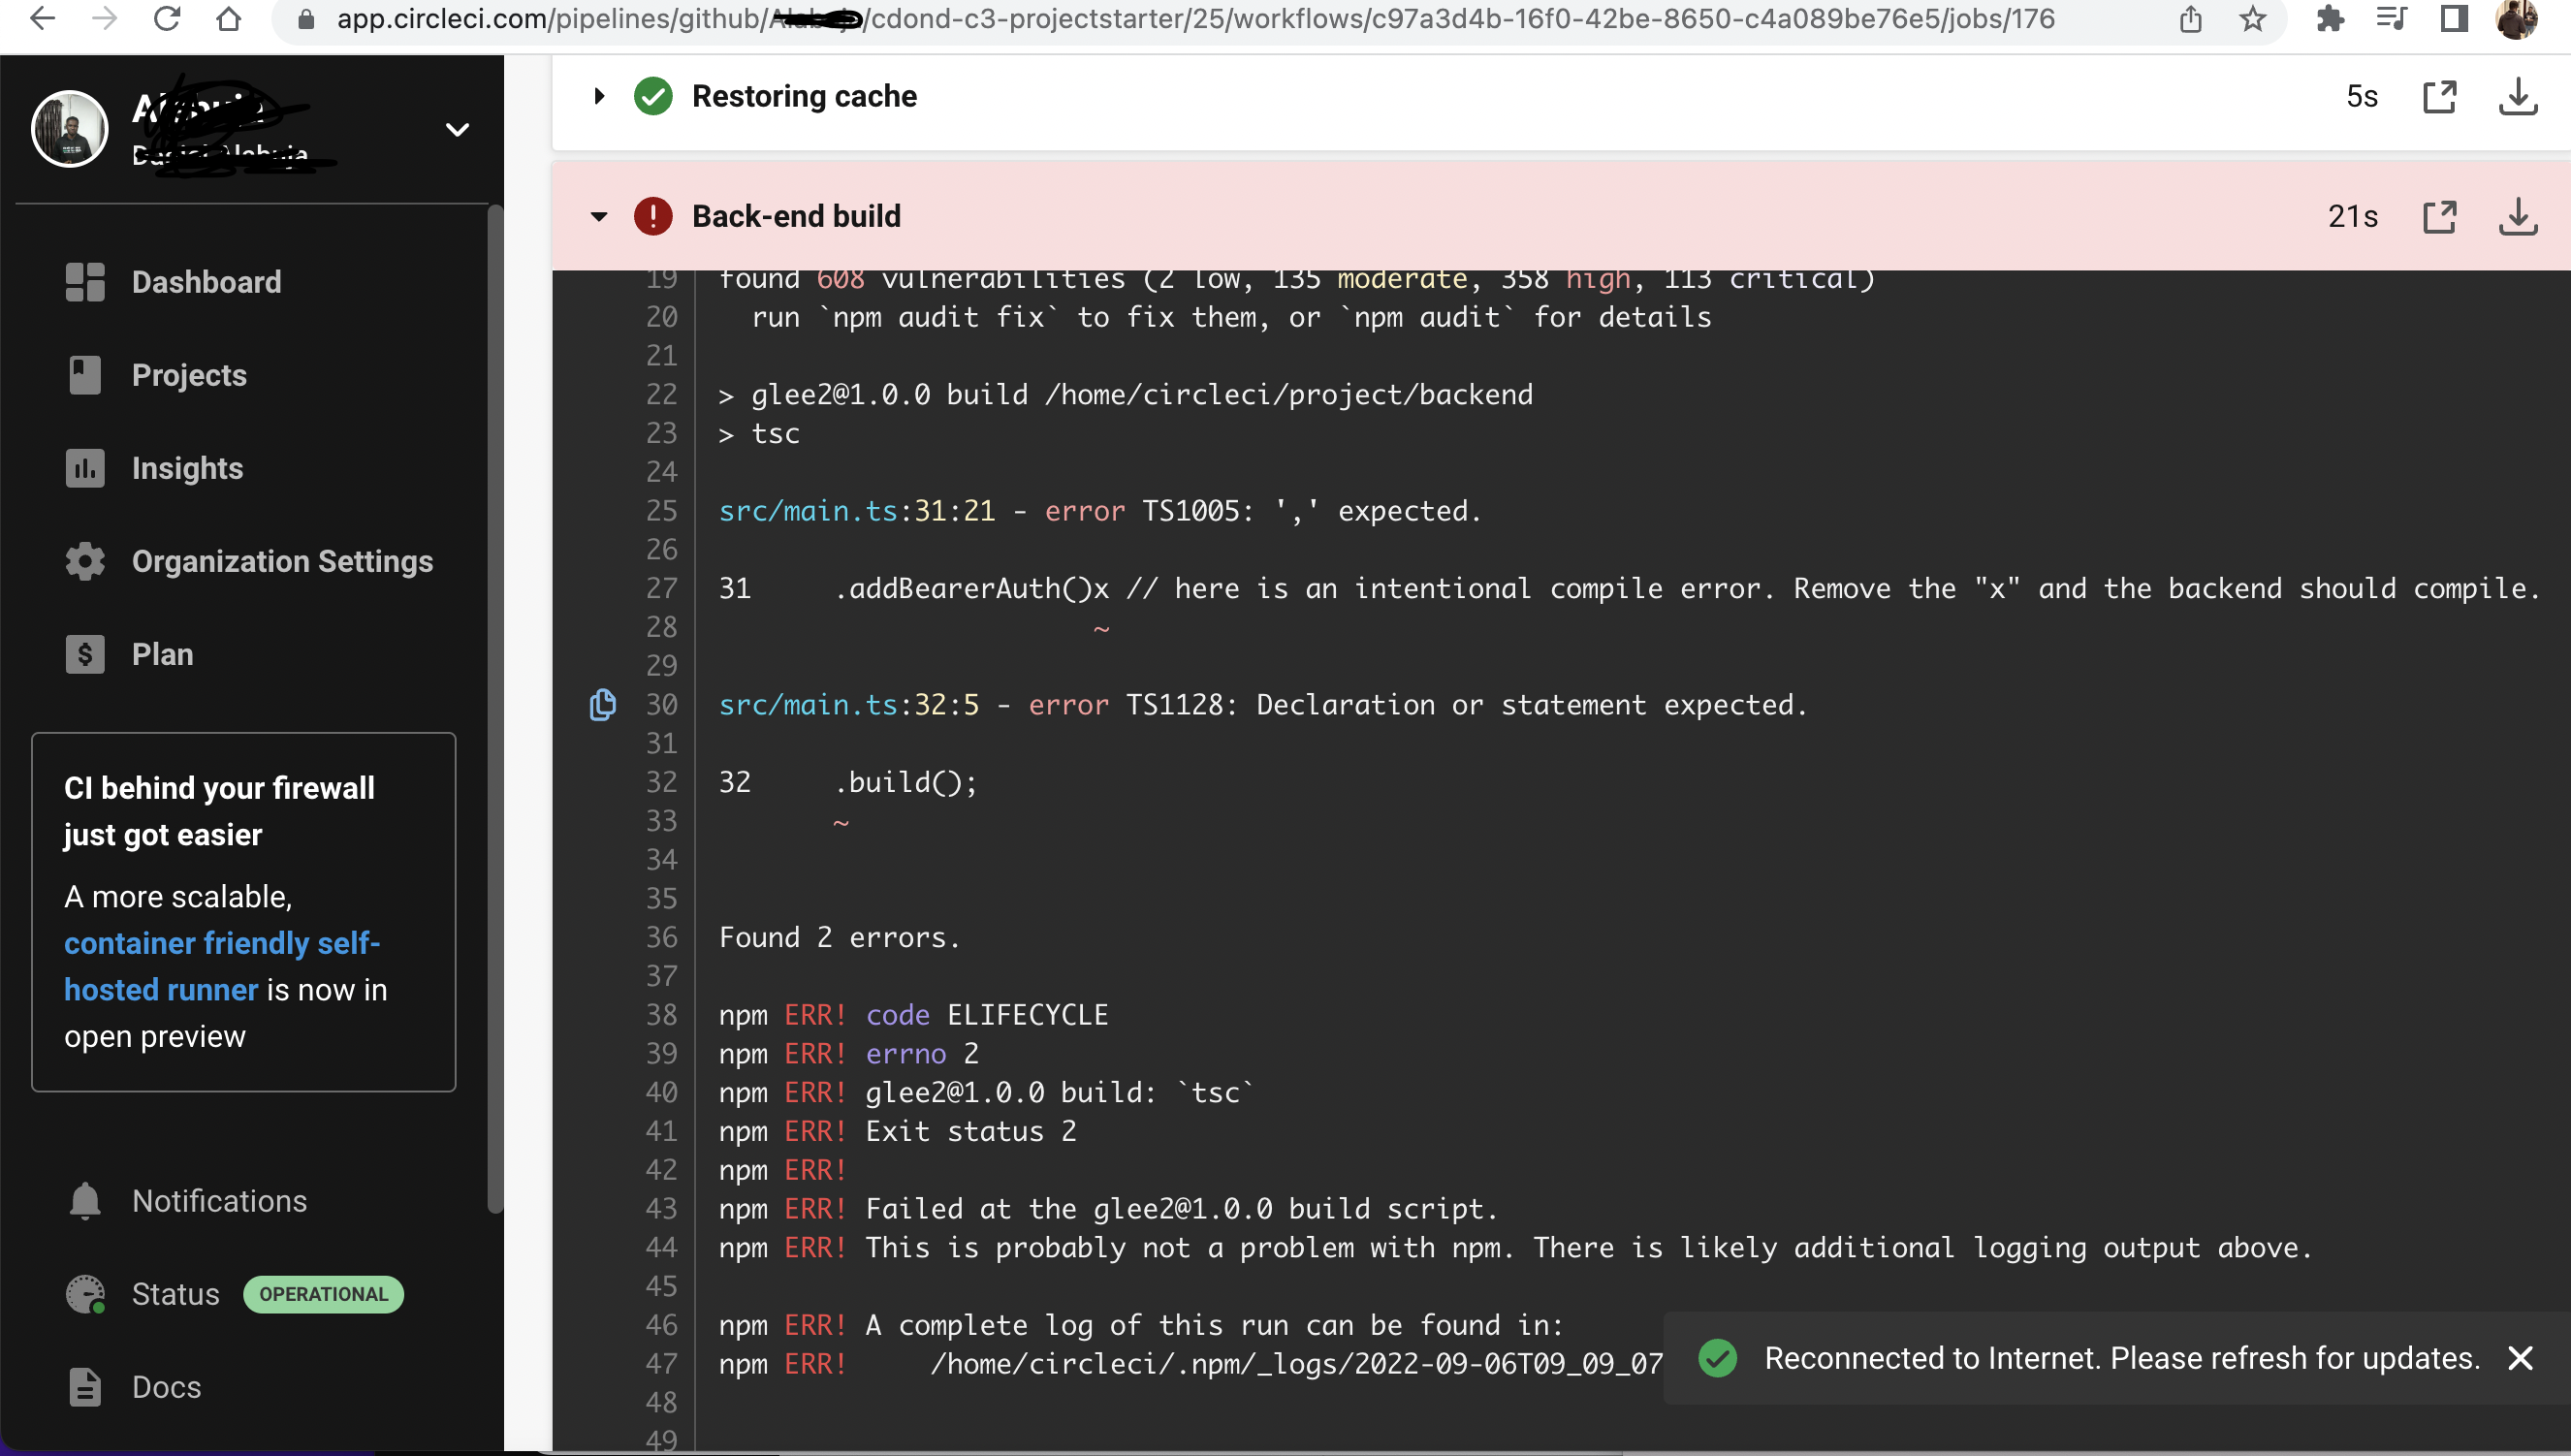 app.circleci.com/pipelines/github/ /cdond-c3-projectstarter/25/workflows/c97a3d4b-16f0-42be-8650-c4a089be76e5/jobs/176
Dashboard
Projects
Insights
Organization Settings
Plan
CI behind your firewall
just got easier
A more scalable,
container friendly self-
hosted runner is now in
open preview
Notifications
Status OPERATIONAL
Docs
Restoring cache 5s
Back-end build 21s
19 found 608 vulnerabilities (2 low, 135 moderate, 358 high, 113 critical)
20 run `npm audit fix` to fix them, or `npm audit` for details
21
22 > glee2@1.0.0 build /home/circleci/project/backend
23 > tsc
24
25 src/main.ts:31:21 - error TS1005: ',' expected.
26
27 31 .addBearerAuth()x // here is an intentional compile error. Remove the "x" and the backend should compile.
28 ~
29
30 src/main.ts:32:5 - error TS1128: Declaration or statement expected.
31
32 32 .build();
33 ~
34
35
36 Found 2 errors.
37
38 npm ERR! code ELIFECYCLE
39 npm ERR! errno 2
40 npm ERR! glee2@1.0.0 build: `tsc`
41 npm ERR! Exit status 2
42 npm ERR!
43 npm ERR! Failed at the glee2@1.0.0 build script.
44 npm ERR! This is probably not a problem with npm. There is likely additional logging output above.
45
46 npm ERR! A complete log of this run can be found in:
47 npm ERR! /home/circleci/.npm/_logs/2022-09-06T09_09_07
48
49
Reconnected to Internet. Please refresh for updates.